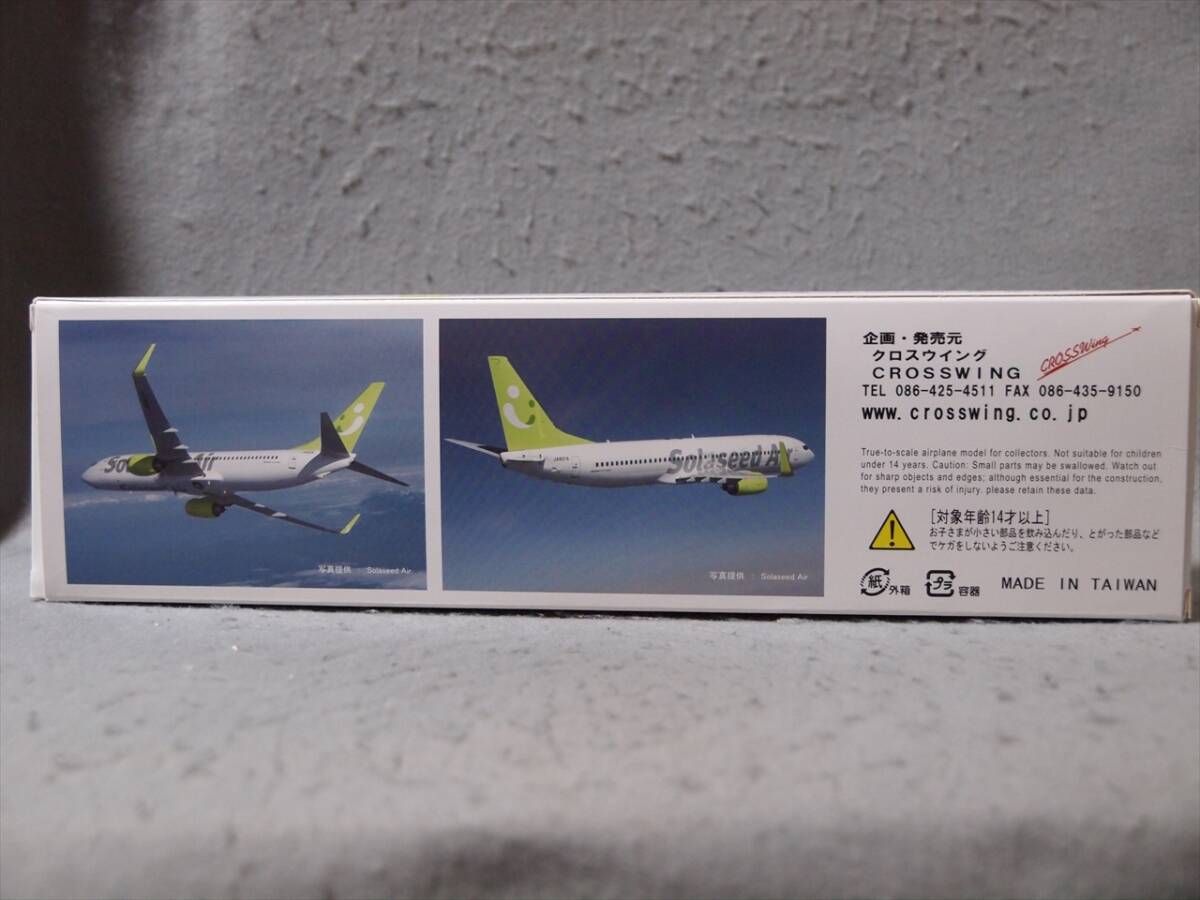 So Air
写真提供 : Solaseed Air
Solaseed A
写真提供 : Solaseed Air
企画・発売元
クロスウイング
CROSSWING
CROSSWing
TEL 086-425-4511 FAX 086-435-9150
www.crosswing.co.jp
True-to-scale airplane model for collectors. Not suitable for children
under 14 years. Caution: Small parts may be swallowed. Watch out
for sharp objects and edges; although essential for the construction,
they present a risk of injury. please retain these data.
[対象年齢14才以上]
お子さまが小さい部品を飲み込んだり、とがった部品など
でケガをしないようご注意ください。
紙 外箱
プラ 容器
MADE IN TAIWAN